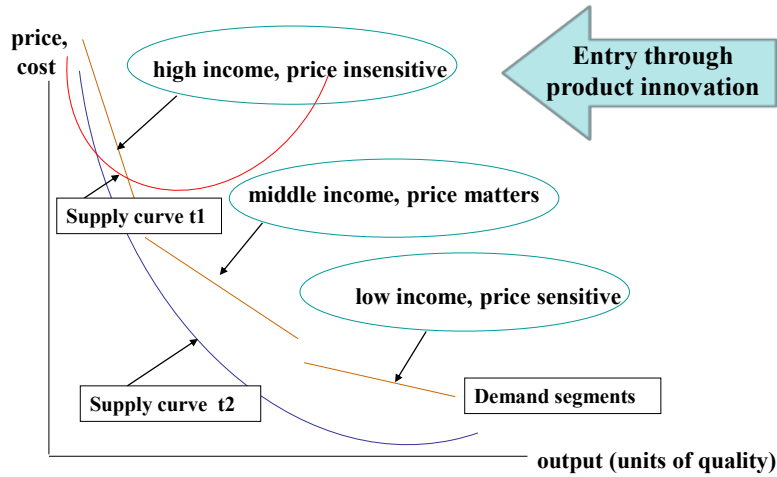 price,
cost
high income, price insensitive
Entry through
product innovation
middle income, price matters
Supply curve t1
low income, price sensitive
Supply curve  t2
Demand segments
output (units of quality)